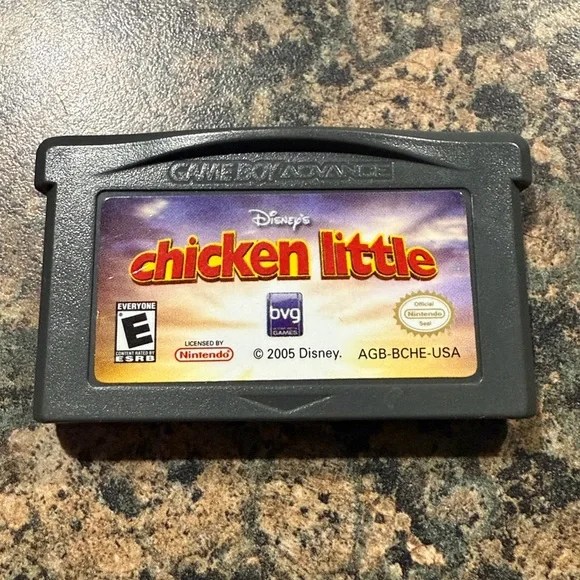 GAME BOY ADVANCE
Disney's
chicken little
EVERYONE
E
CONTENT RATED BY
ESRB
LICENSED BY
Nintendo
bvg
GAMES
© 2005 Disney.
Official
Nintendo
Seal
AGB-BCHE-USA